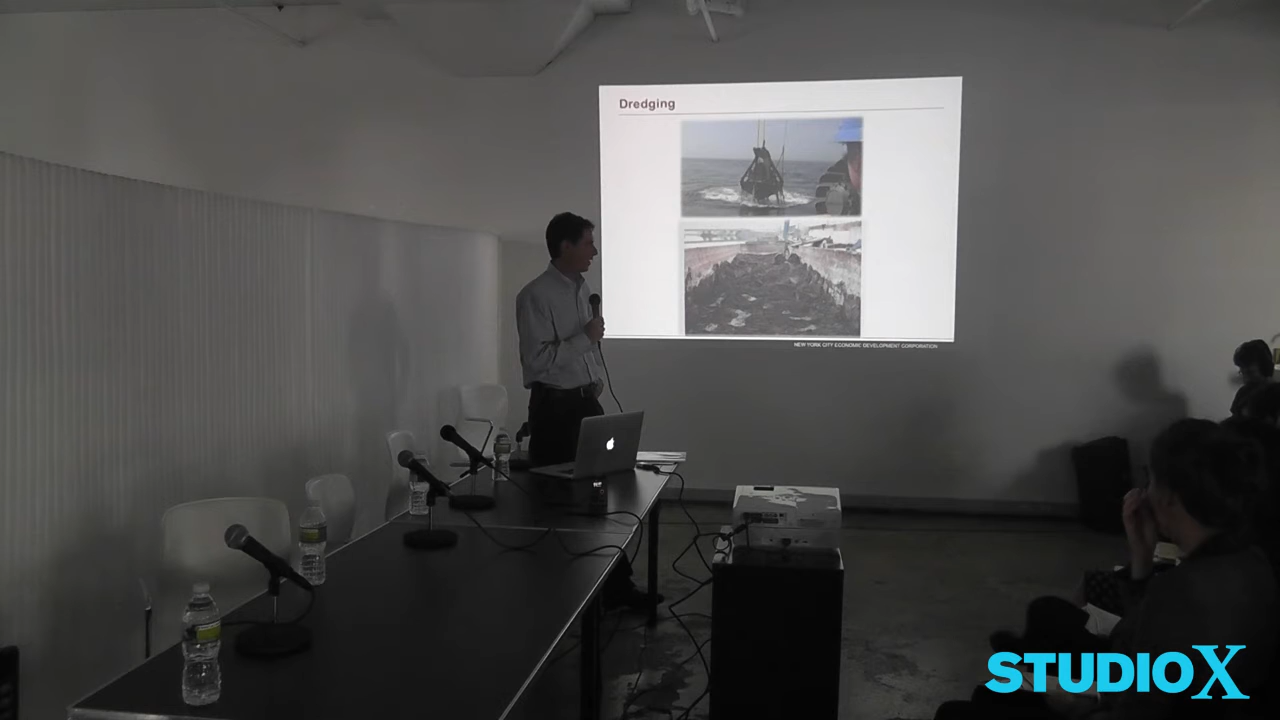 Dredging
NEW YORK CITY ECONOMIC DEVELOPMENT CORPORATION
STUDIOX